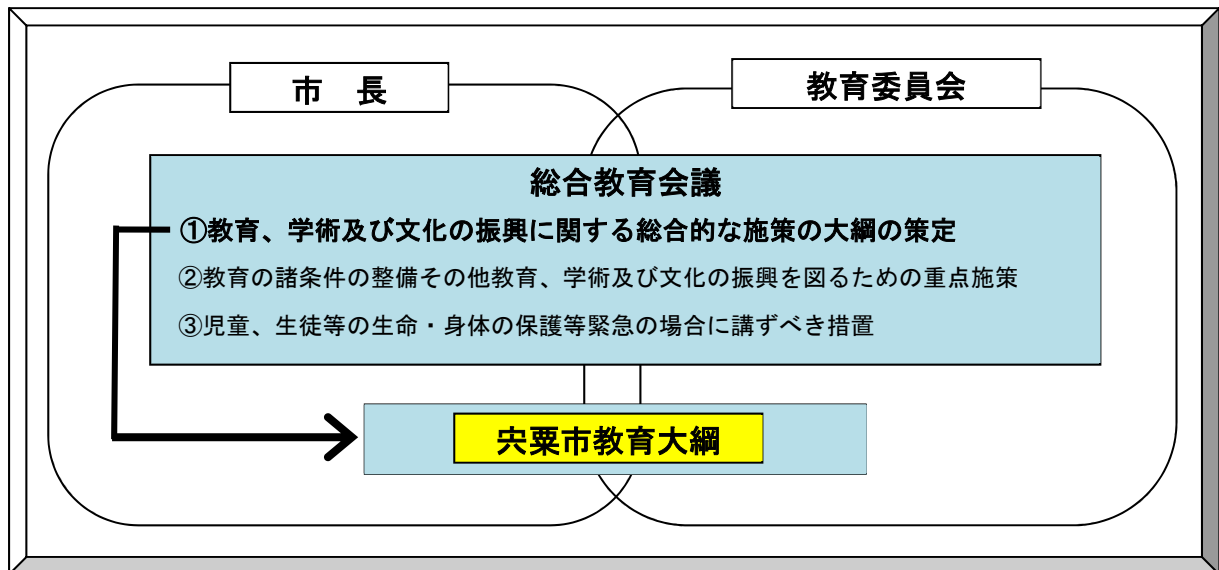 市　長
教育委員会
総合教育会議
①教育、学術及び文化の振興に関する総合的な施策の大綱の策定
②教育の諸条件の整備その他教育、学術及び文化の振興を図るための重点施策
③児童、生徒等の生命・身体の保護等緊急の場合に講ずべき措置
宍粟市教育大綱